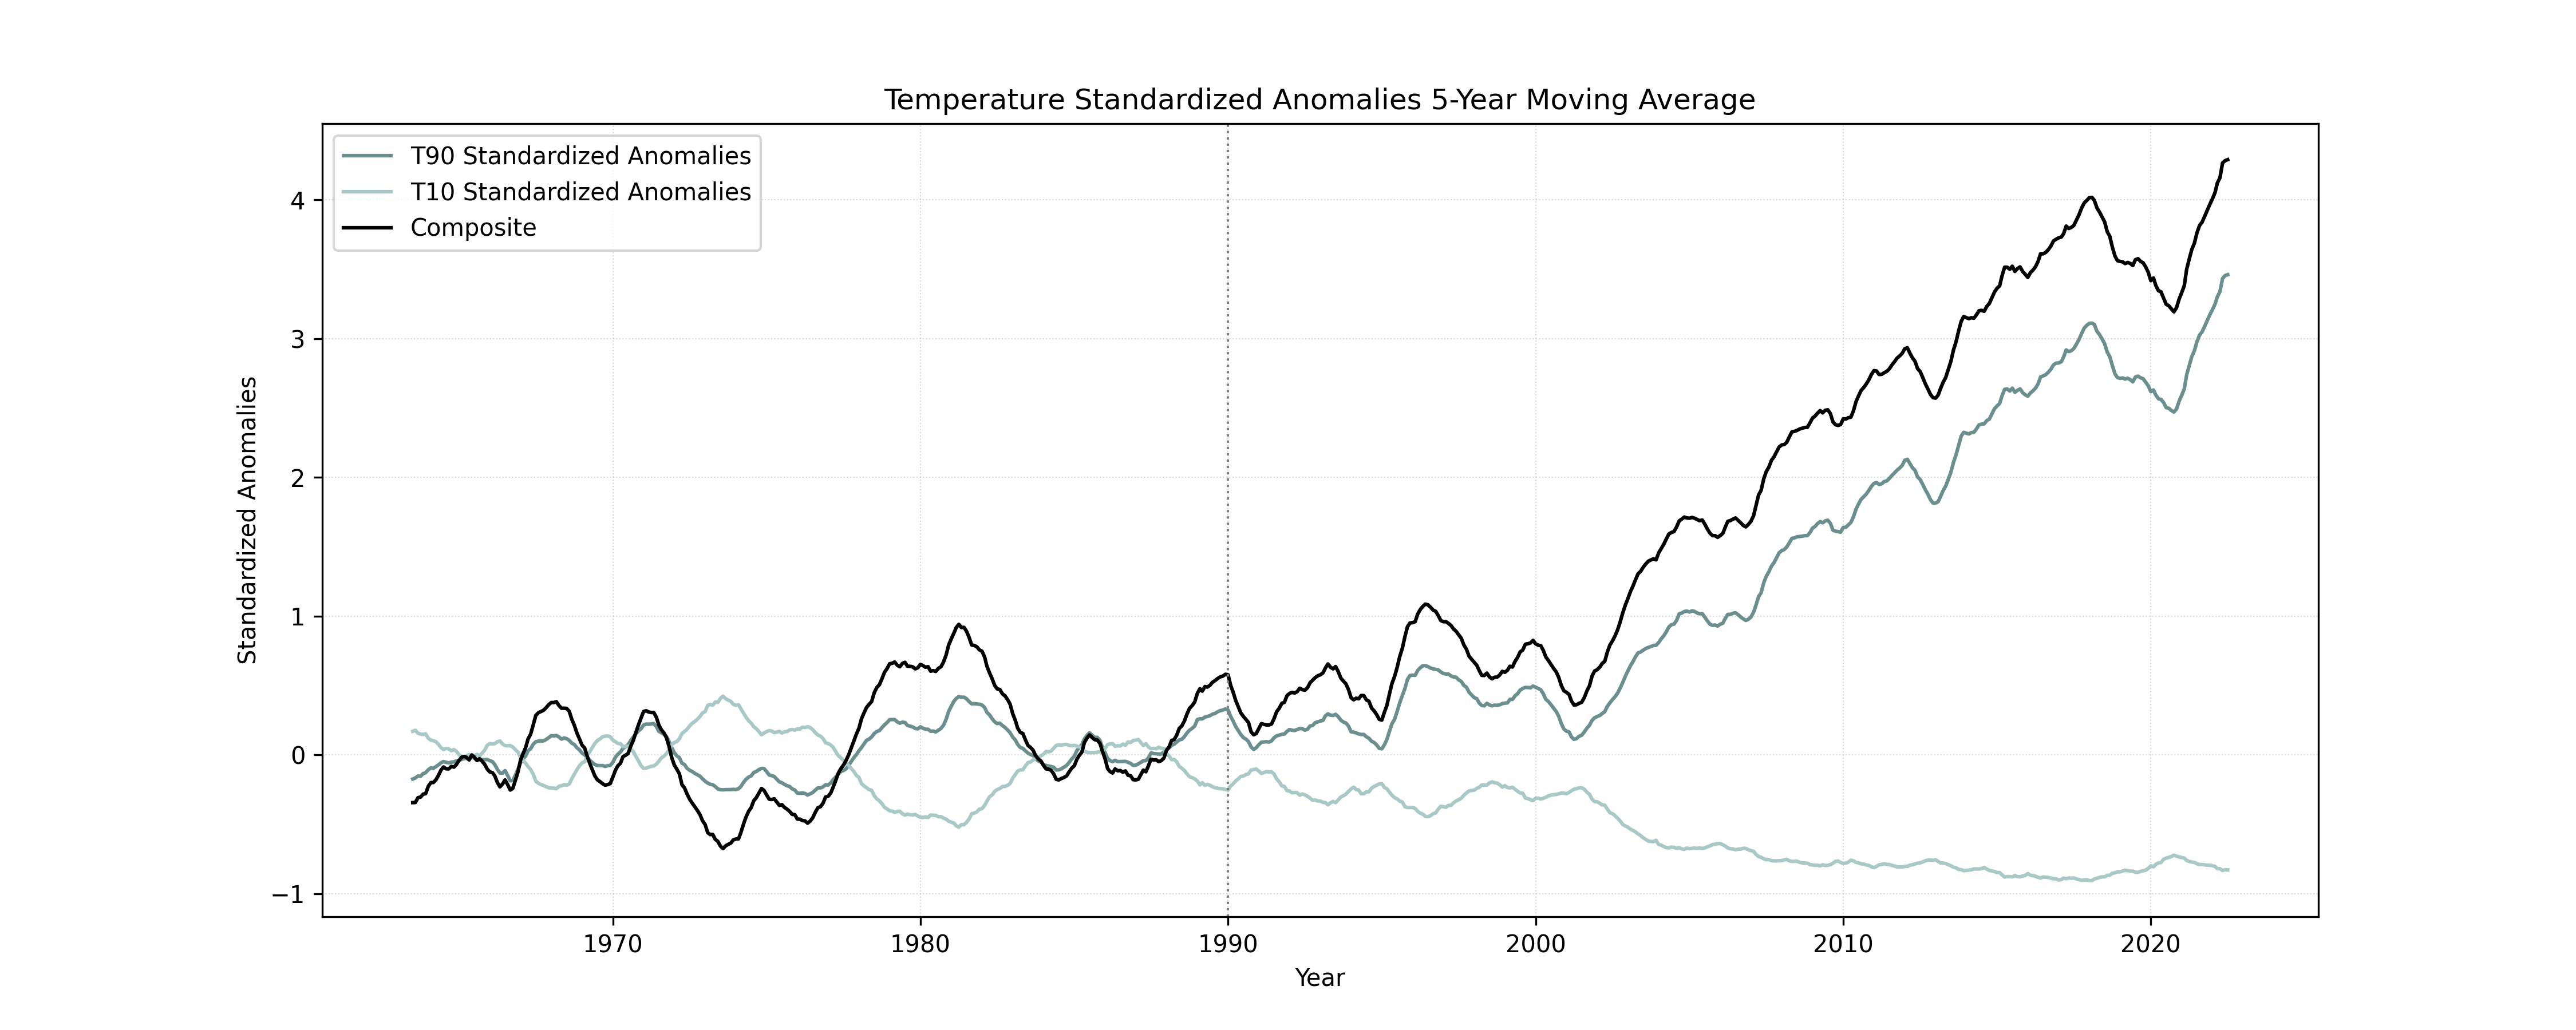 Temperature Standardized Anomalies 5-Year Moving Average
T90 Standardized Anomalies
T10 Standardized Anomalies
Composite
Standardized Anomalies
4
3
2
1
0
−1
1970 1980 1990 2000 2010 2020
Year